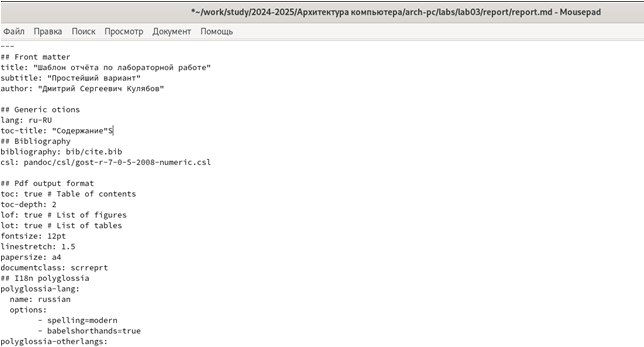 *~/work/study/2024-2025/Архитектура компьютера/arch-pc/labs/lab03/report/report.md - Mousepad
Файл Правка Поиск Просмотр Документ Помощь
---
## Front matter
title: "Шаблон отчёта по лабораторной работе"
subtitle: "Простейший вариант"
author: "Дмитрий Сергеевич Кулябов"
## Generic otions
lang: ru-RU
toc-title: "Содержание"S
## Bibliography
bibliography: bib/cite.bib
csl: pandoc/csl/gost-r-7-0-5-2008-numeric.csl
## Pdf output format
toc: true # Table of contents
toc-depth: 2
lof: true # List of figures
lot: true # List of tables
fontsize: 12pt
linestretch: 1.5
papersize: a4
documentclass: scrreprt
## I18n polyglossia
polyglossia-lang:
  name: russian
  options:
        - spelling=modern
        - babelshorthands=true
polyglossia-otherlangs: